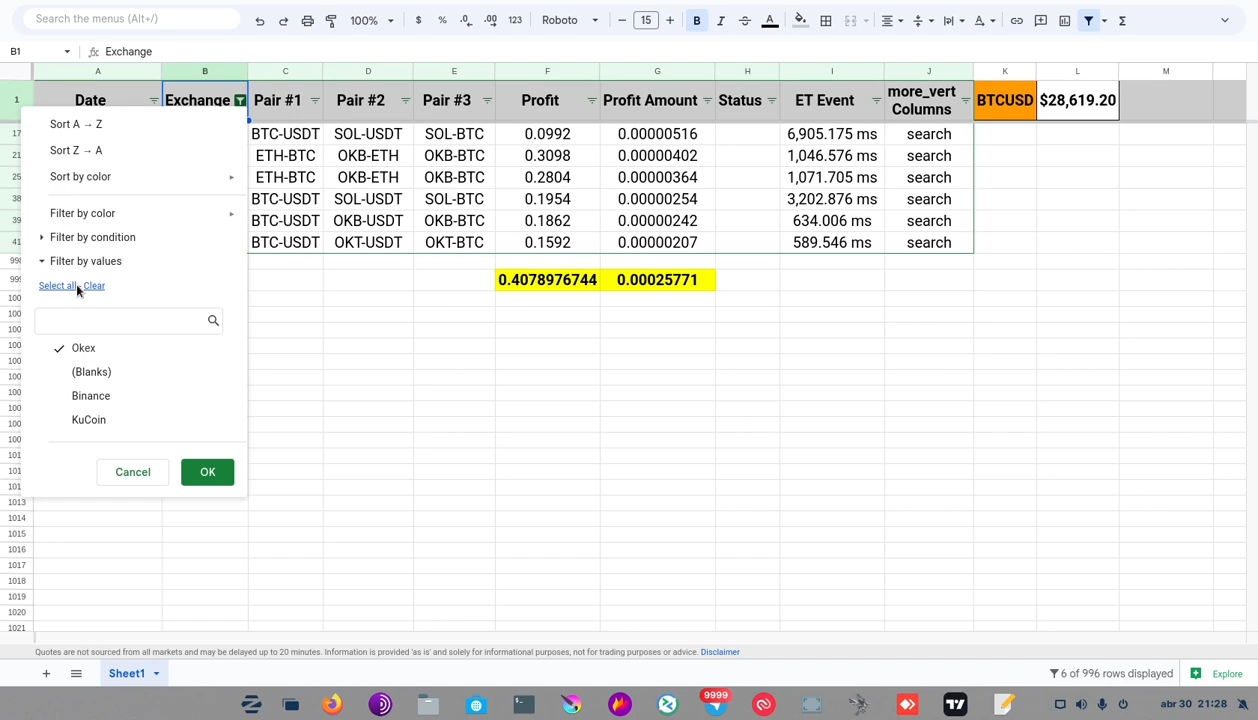 Search the menus (Alt+/)
100%
$ % .0 .00 123
Roboto
15
B I A
Σ
B1
fx Exchange
A B C D E F G H I J K L M
1 Date Exchange Pair #1 Pair #2 Pair #3 Profit Profit Amount Status ET Event more_vert Columns BTCUSD $28,619.20
17 BTC-USDT SOL-USDT SOL-BTC 0.0992 0.00000516 6,905.175 ms search
21 ETH-BTC OKB-ETH OKB-BTC 0.3098 0.00000402 1,046.576 ms search
25 ETH-BTC OKB-ETH OKB-BTC 0.2804 0.00000364 1,071.705 ms search
38 BTC-USDT SOL-USDT SOL-BTC 0.1954 0.00000254 3,202.876 ms search
39 BTC-USDT OKB-USDT OKB-BTC 0.1862 0.00000242 634.006 ms search
41 BTC-USDT OKT-USDT OKT-BTC 0.1592 0.00000207 589.546 ms search
0.4078976744 0.00025771
Sort A → Z
Sort Z → A
Sort by color
Filter by color
Filter by condition
Filter by values
Select all Clear
Okex
(Blanks)
Binance
KuCoin
Cancel OK
1013
1014
1015
1016
1017
1018
1019
1020
1021
Quotes are not sourced from all markets and may be delayed up to 20 minutes. Information is provided 'as is' and solely for informational purposes, not for trading purposes or advice. Disclaimer
Sheet1
6 of 996 rows displayed
Explore
9999
abr 30 21:28